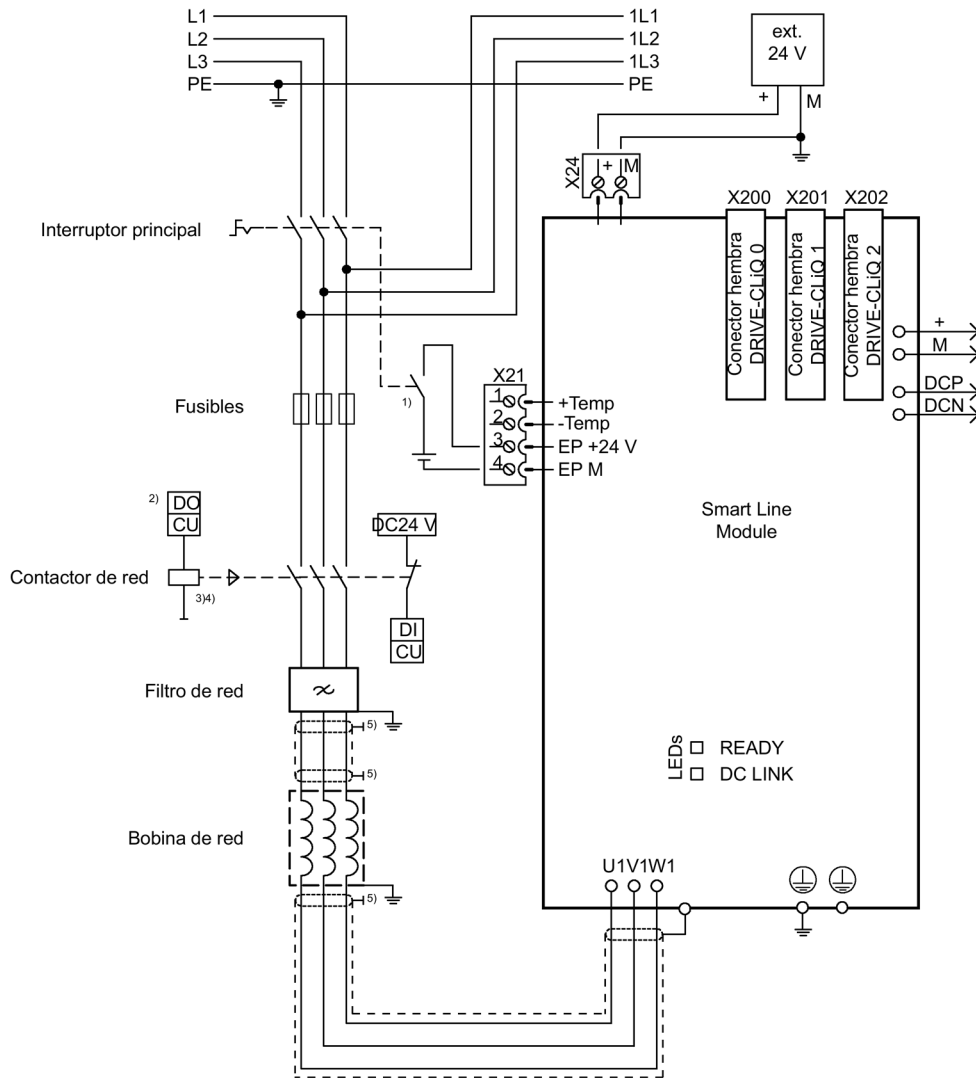 L1
L2
L3
PE
1L1
1L2
1L3
PE
ext.
24 V
+
M
X24
+
M
X200
X201
X202
Conector hembra
DRIVE-CLiQ 0
Conector hembra
DRIVE-CLiQ 1
Conector hembra
DRIVE-CLiQ 2
Interruptor principal
+
M
DCP
DCN
1)
X21
1
2
3
4
+Temp
-Temp
EP +24 V
EP M
Fusibles
Smart Line
Module
2)
DO
CU
DC24 V
Contactor de red
3)4)
DI
CU
Filtro de red
5)
5)
LEDs
READY
DC LINK
Bobina de red
5)
U1V1W1